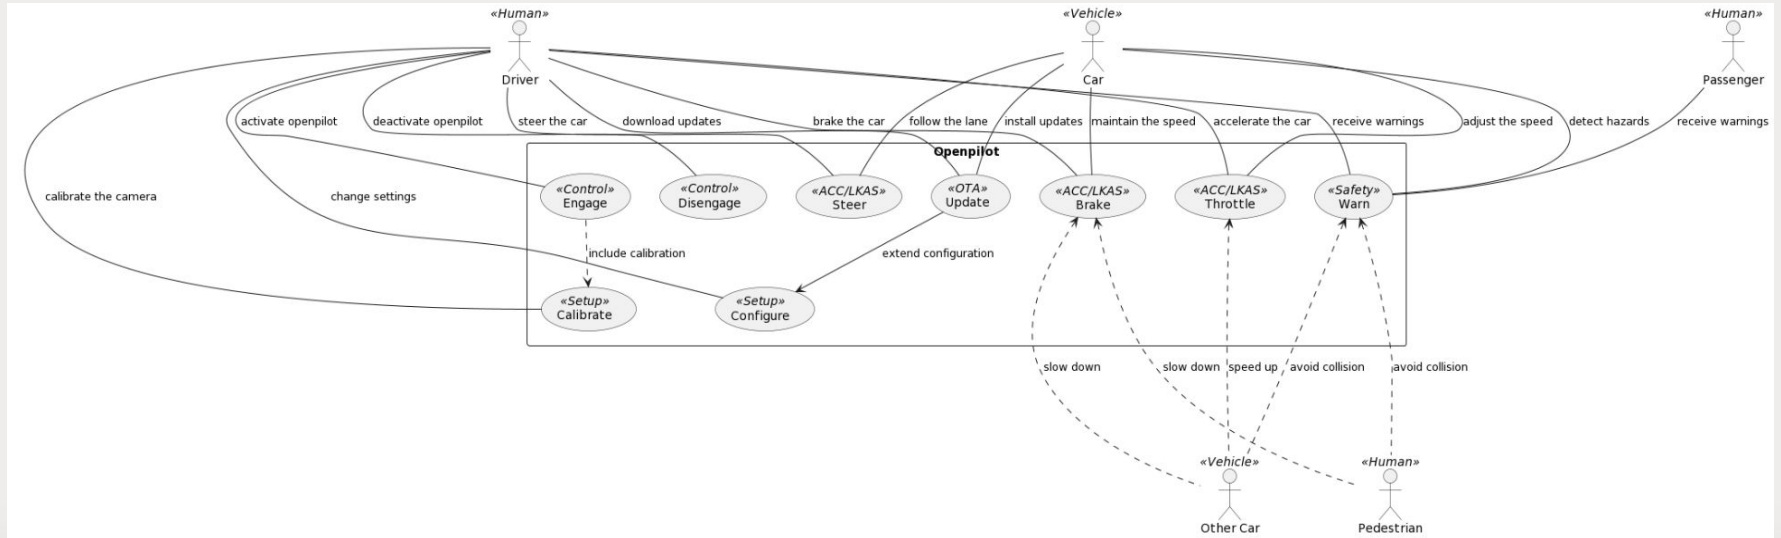 «Human»
Driver
«Vehicle»
Car
«Human»
Passenger
activate openpilot
deactivate openpilot
steer the car
download updates
brake the car
follow the lane
install updates
maintain the speed
accelerate the car
receive warnings
adjust the speed
detect hazards
receive warnings
Openpilot
calibrate the camera
change settings
«Control»
Engage
«Control»
Disengage
«ACC/LKAS»
Steer
«OTA»
Update
«ACC/LKAS»
Brake
«ACC/LKAS»
Throttle
«Safety»
Warn
include calibration
extend configuration
«Setup»
Calibrate
«Setup»
Configure
slow down
slow down
speed up
avoid collision
avoid collision
«Vehicle»
Other Car
«Human»
Pedestrian